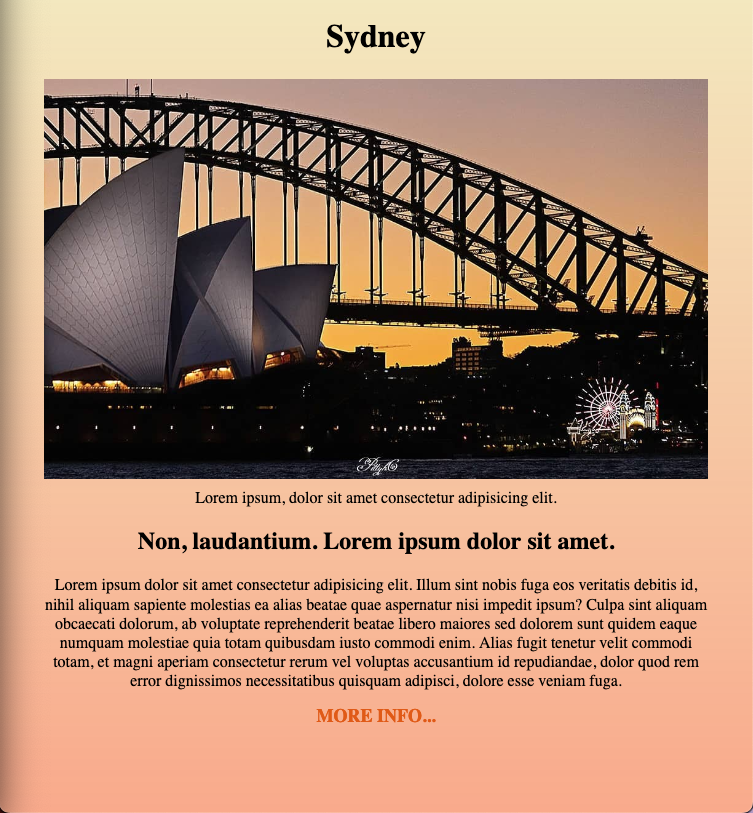 Sydney
Lorem ipsum, dolor sit amet consectetur adipisicing elit.
Non, laudantium. Lorem ipsum dolor sit amet.
Lorem ipsum dolor sit amet consectetur adipisicing elit. Illum sint nobis fuga eos veritatis debitis id,
nihil aliquam sapiente molestias ea alias beatae quae aspernatur nisi impedit ipsum? Culpa sint aliquam
obcaecati dolorum, ab voluptate reprehenderit beatae libero maiores sed dolorem sunt quidem eaque
numquam molestiae quia totam quibusdam iusto commodi enim. Alias fugit tenetur velit commodi
totam, et magni aperiam consectetur rerum vel voluptas accusantium id repudiandae, dolor quod rem
error dignissimos necessitatibus quisquam adipisci, dolore esse veniam fuga.
MORE INFO...